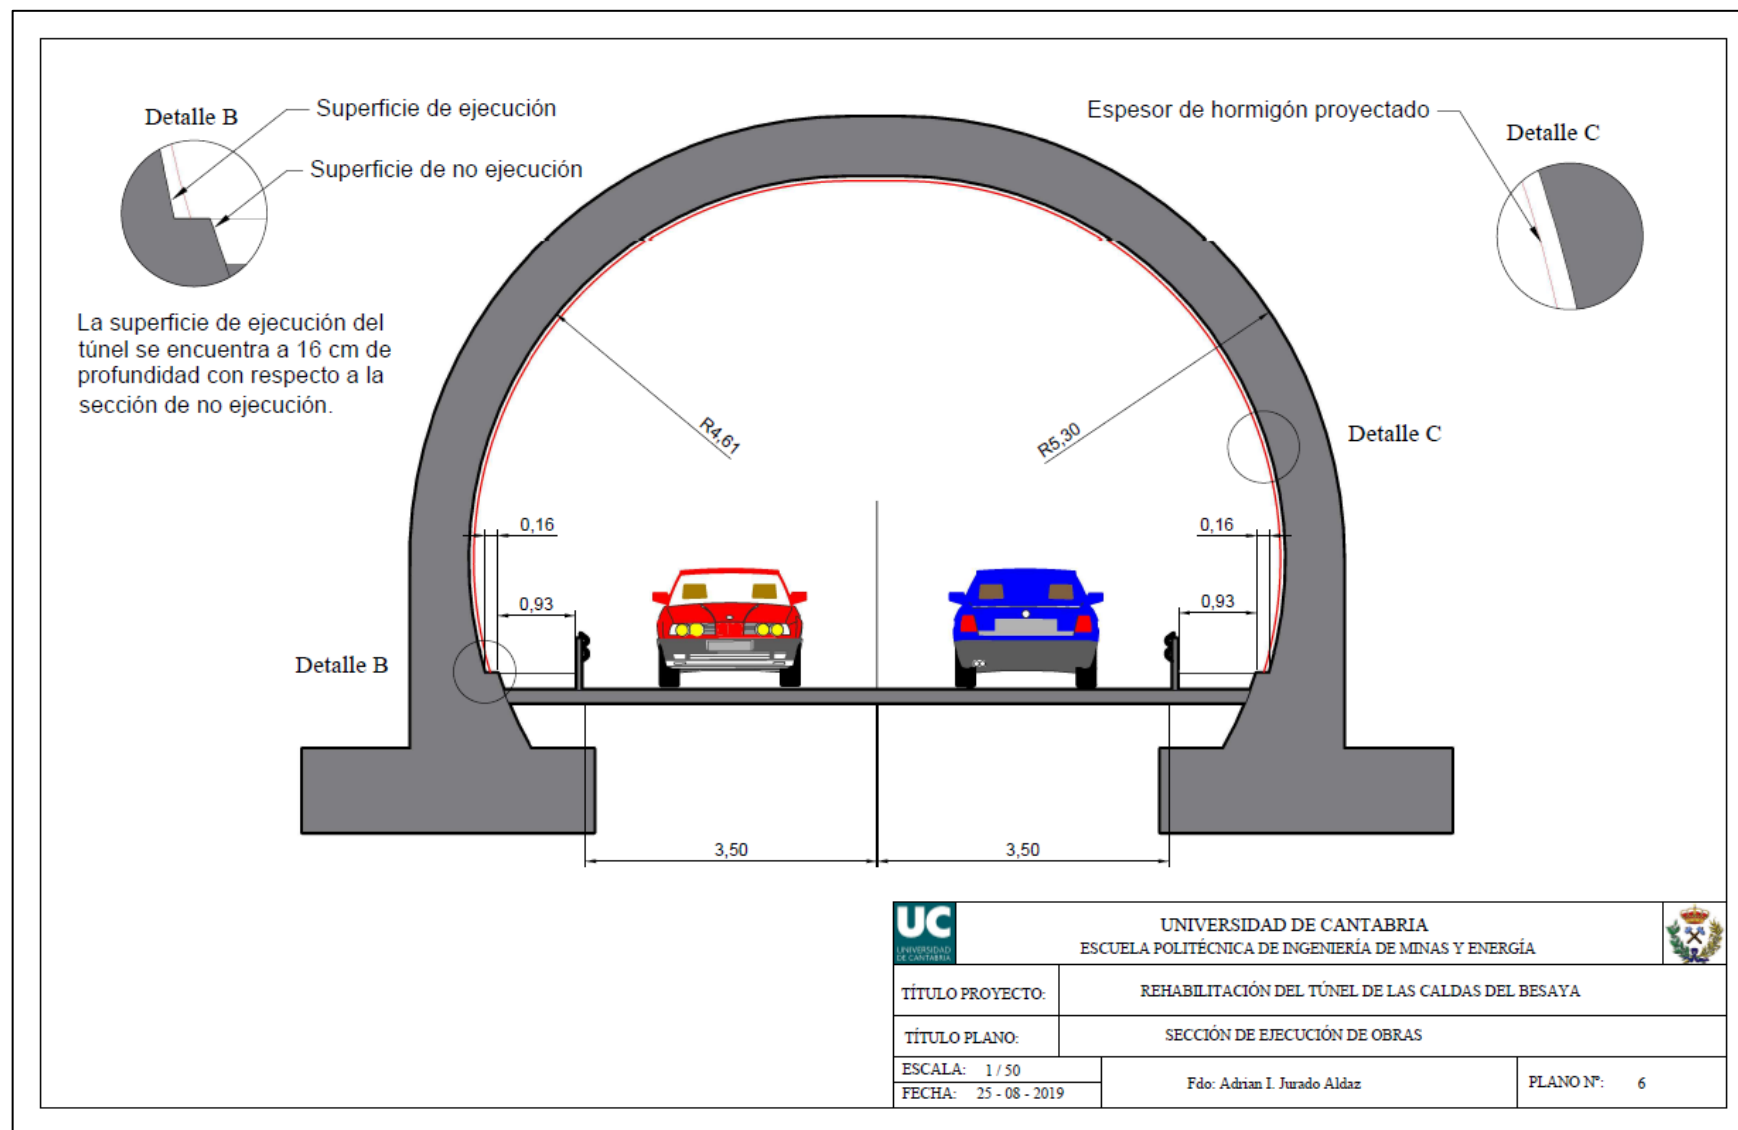 Detalle B
Superficie de ejecución
Superficie de no ejecución
Espesor de hormigón proyectado
Detalle C
La superficie de ejecución del
túnel se encuentra a 16 cm de
profundidad con respecto a la
sección de no ejecución.
R4,61
R5,30
Detalle C
0,16
0,16
0,93
0,93
Detalle B
3,50
3,50
UC
UNIVERSIDAD
DE CANTABRIA
UNIVERSIDAD DE CANTABRIA
ESCUELA POLITÉCNICA DE INGENIERÍA DE MINAS Y ENERGÍA
TÍTULO PROYECTO:
REHABILITACIÓN DEL TÚNEL DE LAS CALDAS DEL BESAYA
TÍTULO PLANO:
SECCIÓN DE EJECUCIÓN DE OBRAS
ESCALA: 1 / 50
FECHA: 25 - 08 - 2019
Fdo: Adrian I. Jurado Aldaz
PLANO Nº: 6